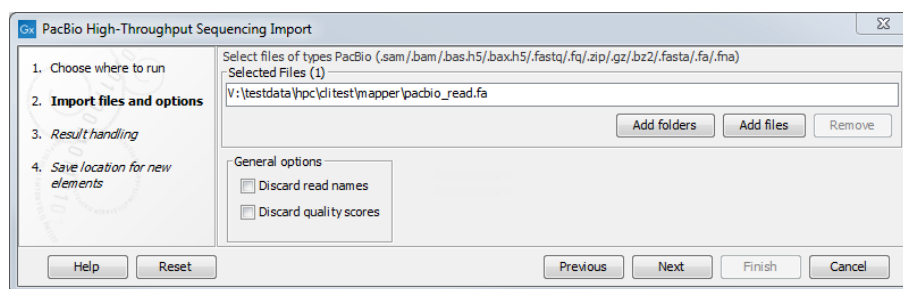 Gx PacBio High-Throughput Sequencing Import
1. Choose where to run
2. Import files and options
3. Result handling
4. Save location for new
elements
Select files of types PacBio (.sam/.bam/.bas.h5/.bax.h5/.fastq/.fq/.zip/.gz/.bz2/.fasta/.fa/.fna)
Selected Files (1)
V:\testdata\hpc\clitest\mapper\pacbio_read.fa
Add folders Add files Remove
General options
Discard read names
Discard quality scores
Help Reset Previous Next Finish Cancel